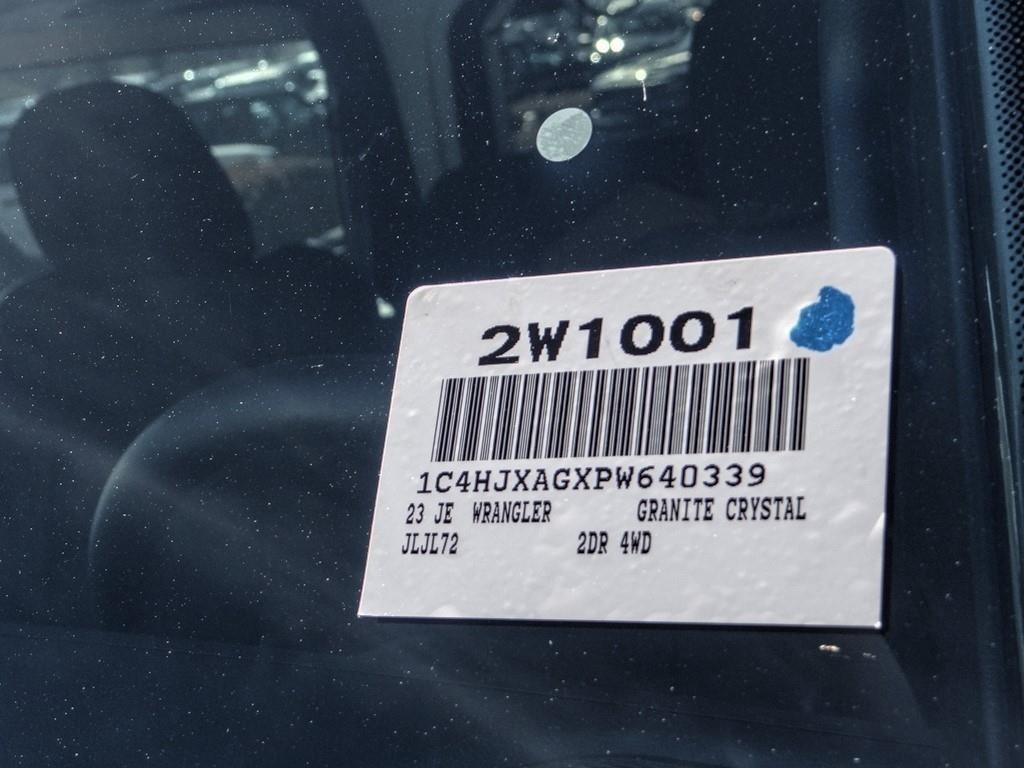 2W1001
1C4HJXAGXPW640339
23 JE WRANGLER GRANITE CRYSTAL
JLJL72 2DR 4WD